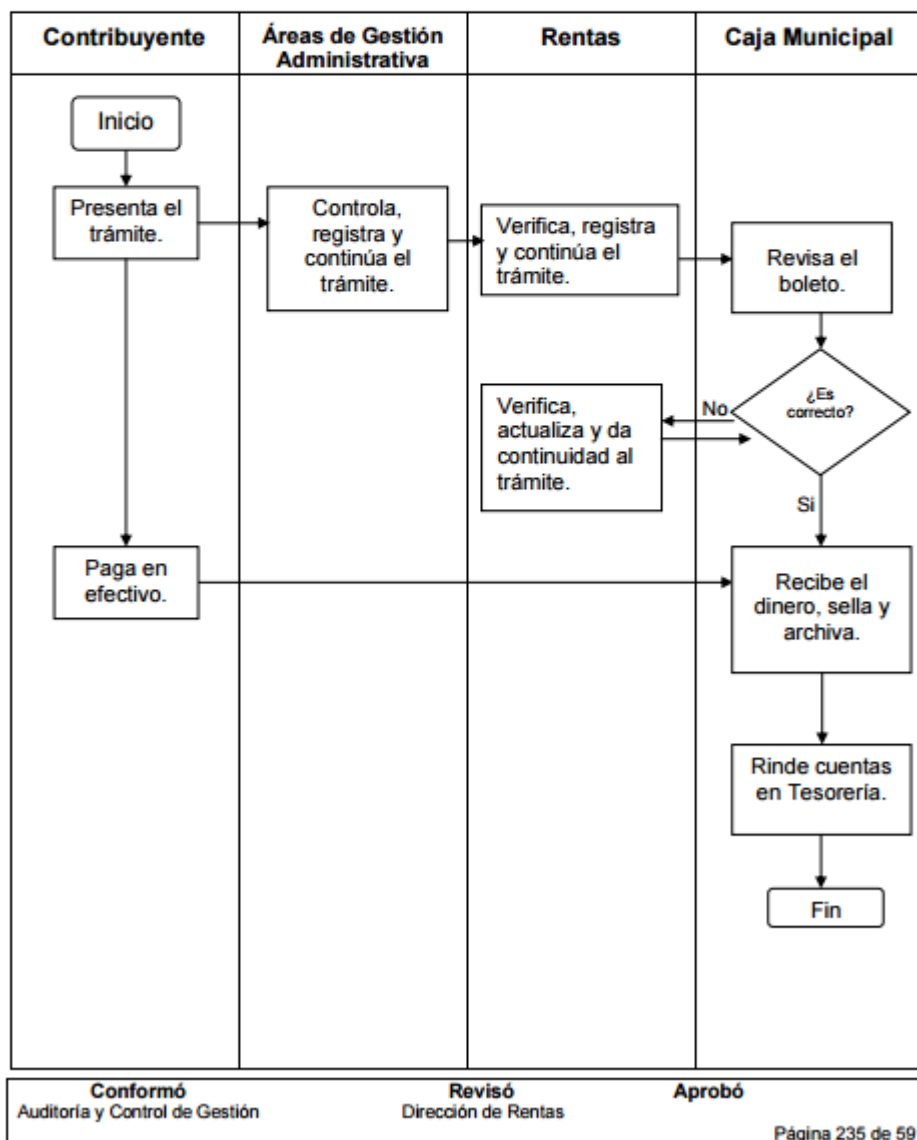 Contribuyente
Áreas de Gestión
Administrativa
Rentas
Caja Municipal
Inicio
Presenta el
trámite.
Controla,
registra y
continúa el
trámite.
Verifica, registra
y continúa el
trámite.
Revisa el
boleto.
¿Es
correcto?
No
Verifica,
actualiza y da
continuidad al
trámite.
Si
Paga en
efectivo.
Recibe el
dinero, sella y
archiva.
Rinde cuentas
en Tesorería.
Fin
Conformó
Auditoría y Control de Gestión
Revisó
Dirección de Rentas
Aprobó
Página 235 de 59